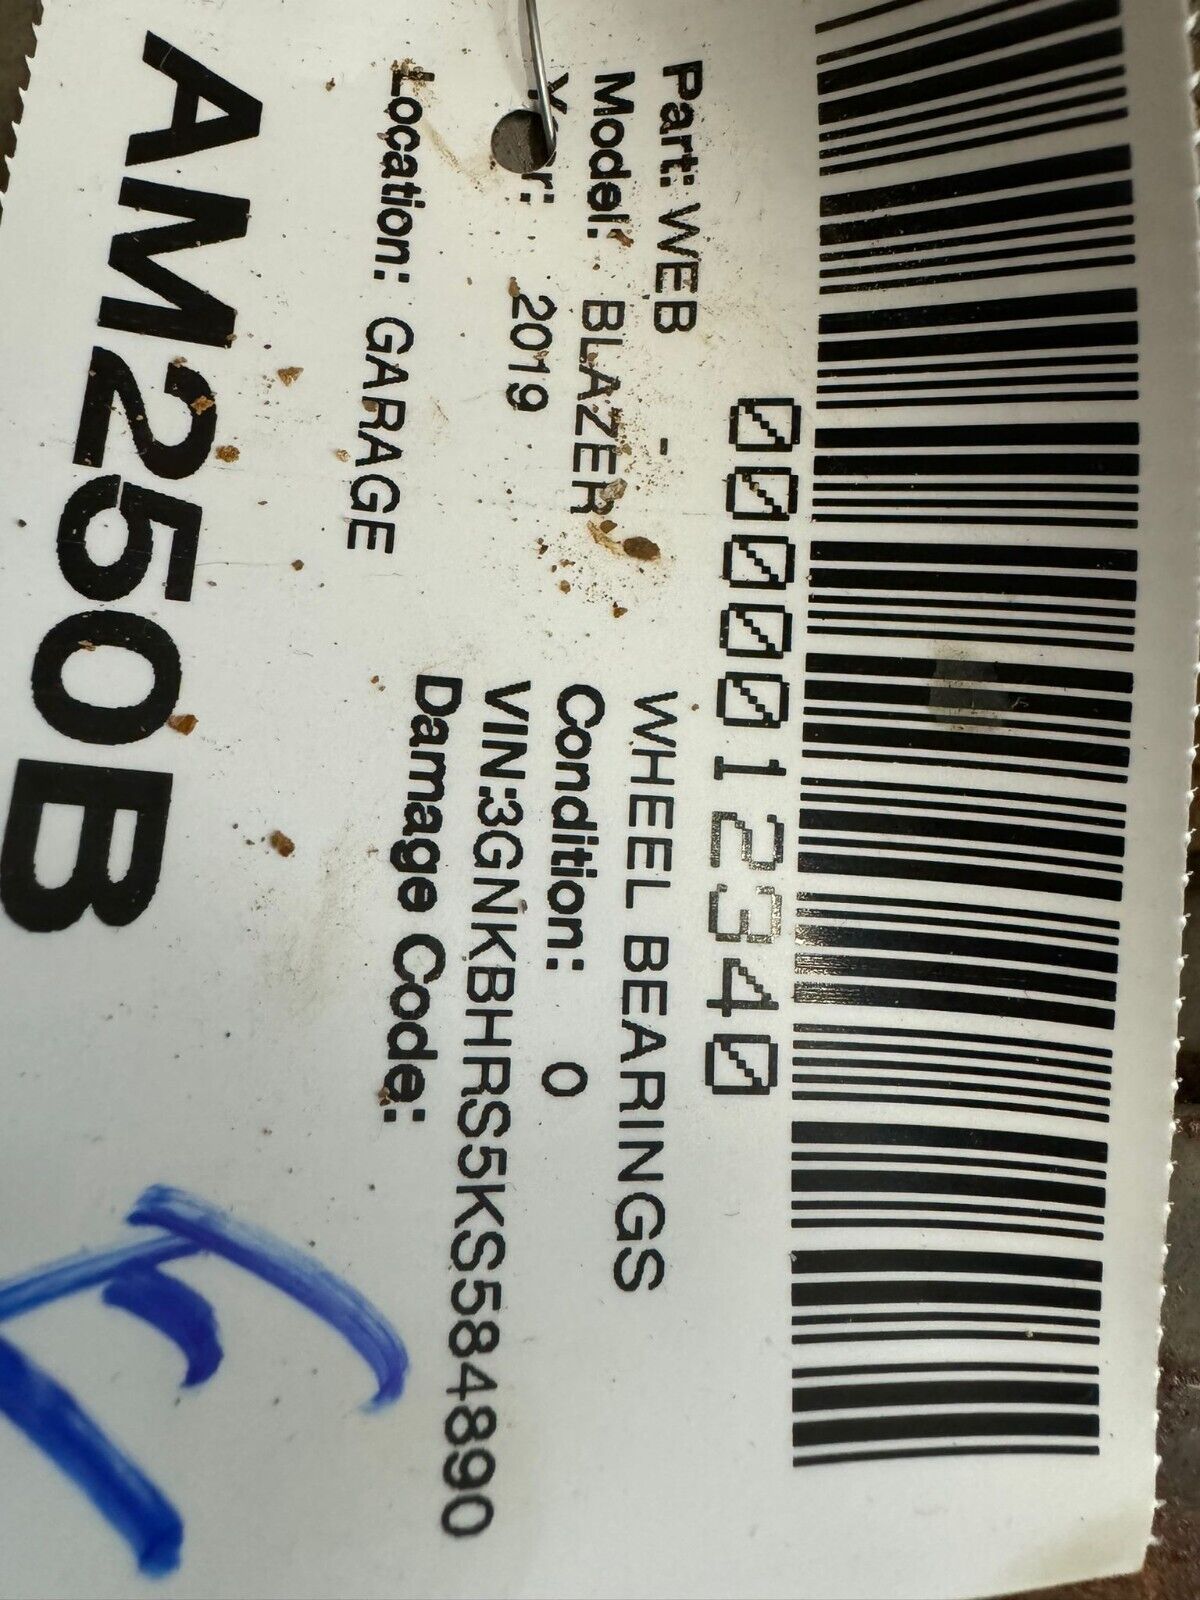 0000012340
Part: WEB - WHEEL BEARINGS
Model: BLAZER Condition: 0
2019 VIN:3GNKBHRS5KS584890
Damage Code:
Location: GARAGE
AM250B